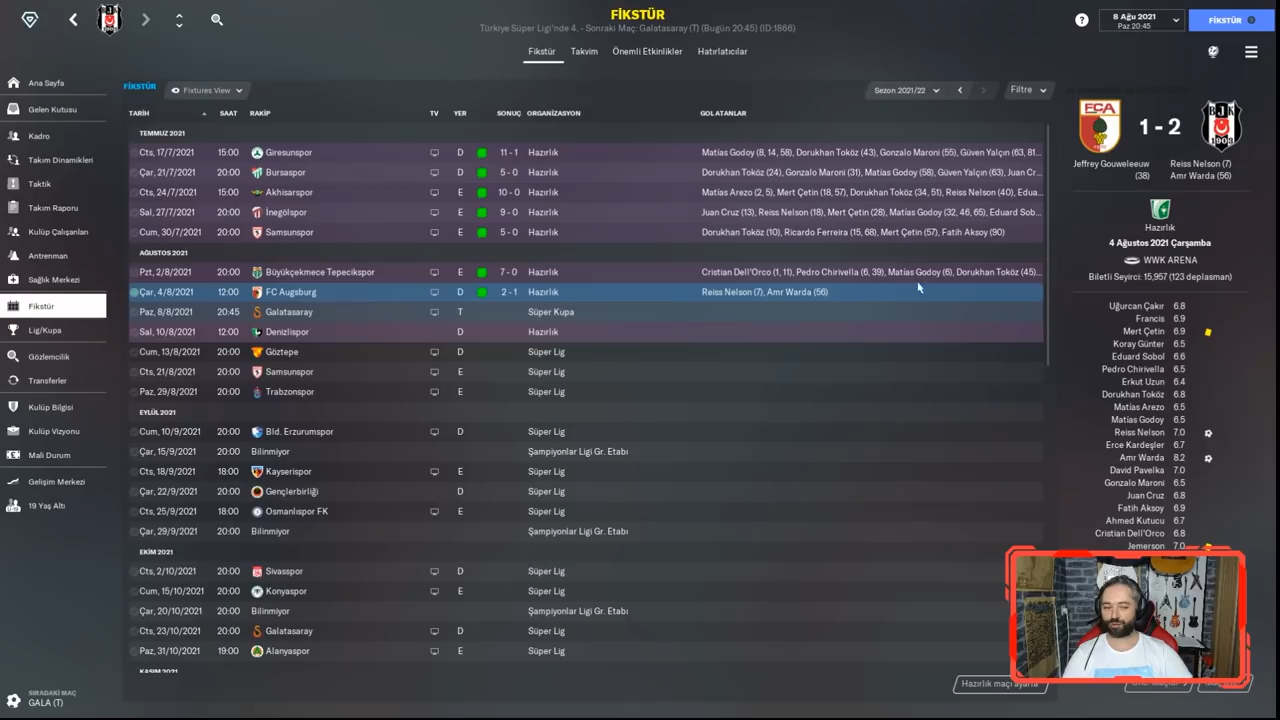 FİKSTÜR
Türkiye Süper Ligi'nde 4. - Sonraki Maç: Galatasaray (T) (Bugün 20:45) (ID:1866)
8 Ağu 2021
Paz 20:45
FİKSTÜR
Fikstür Takvim Önemli Etkinlikler Hatırlatıcılar
Ana Sayfa
Gelen Kutusu
Kadro
Takım Dinamikleri
Taktik
Takım Raporu
Kulüp Çalışanları
Antrenman
Sağlık Merkezi
Fikstür
Lig/Kupa
Gözlemcilik
Transferler
Kulüp Bilgisi
Kulüp Vizyonu
Mali Durum
Gelişim Merkezi
19 Yaş Altı
SIRADAKİ MAÇ
GALA (T)
FİKSTÜR Fixtures View Sezon 2021/22 Filtre
TARİH SAAT RAKİP TV YER SONUÇ ORGANİZASYON GOL ATANLAR
TEMMUZ 2021
Cts, 17/7/2021 15:00 Giresunspor D 11 - 1 Hazırlık Matías Godoy (8, 14, 58), Dorukhan Toköz (43), Gonzalo Maroni (55), Güven Yalçın (63, 81...
Çar, 21/7/2021 20:00 Bursaspor D 5 - 0 Hazırlık Dorukhan Toköz (24), Gonzalo Maroni (31), Matías Godoy (58), Güven Yalçın (63), Juan Cr...
Cts, 24/7/2021 15:00 Akhisarspor E 10 - 0 Hazırlık Matías Arezo (2, 5), Mert Çetin (18, 57), Dorukhan Toköz (34, 51), Reiss Nelson (40), Edua...
Sal, 27/7/2021 20:00 İnegölspor E 9 - 0 Hazırlık Juan Cruz (13), Reiss Nelson (18), Mert Çetin (28), Matías Godoy (32, 46, 65), Eduard Sob...
Cum, 30/7/2021 20:00 Samsunspor E 5 - 0 Hazırlık Dorukhan Toköz (10), Ricardo Ferreira (15, 68), Mert Çetin (57), Fatih Aksoy (90)
AĞUSTOS 2021
Pzt, 2/8/2021 20:00 Büyükçekmece Tepecikspor E 7 - 0 Hazırlık Cristian Dell'Orco (1, 11), Pedro Chirivella (6, 39), Matías Godoy (6), Dorukhan Toköz (45)...
Çar, 4/8/2021 12:00 FC Augsburg D 2 - 1 Hazırlık Reiss Nelson (7), Amr Warda (56)
Paz, 8/8/2021 20:45 Galatasaray T Süper Kupa
Sal, 10/8/2021 12:00 Denizlispor D Hazırlık
Cum, 13/8/2021 20:00 Göztepe D Süper Lig
Cts, 21/8/2021 20:00 Samsunspor E Süper Lig
Paz, 29/8/2021 20:00 Trabzonspor E Süper Lig
EYLÜL 2021
Cum, 10/9/2021 20:00 Bld. Erzurumspor D Süper Lig
Çar, 15/9/2021 20:00 Bilinmiyor Şampiyonlar Ligi Gr. Etabı
Cts, 18/9/2021 18:00 Kayserispor E Süper Lig
Çar, 22/9/2021 20:00 Gençlerbirliği D Süper Lig
Cts, 25/9/2021 18:00 Osmanlıspor FK E Süper Lig
Çar, 29/9/2021 20:00 Bilinmiyor Şampiyonlar Ligi Gr. Etabı
EKİM 2021
Cts, 2/10/2021 20:00 Sivasspor D Süper Lig
Cum, 15/10/2021 20:00 Konyaspor E Süper Lig
Çar, 20/10/2021 20:00 Bilinmiyor Şampiyonlar Ligi Gr. Etabı
Cts, 23/10/2021 20:00 Galatasaray D Süper Lig
Paz, 31/10/2021 19:00 Alanyaspor E Süper Lig
KASIM 2021
Hazırlık maçı ayarla
FCA 1 - 2 BJK
1903
Jeffrey Gouweleeuw (38)
Reiss Nelson (7)
Amr Warda (56)
Hazırlık
4 Ağustos 2021 Çarşamba
WWK ARENA
Biletli Seyirci: 15,957 (123 deplasman)
Uğurcan Çakır 6.8
Francis 6.9
Mert Çetin 6.9
Koray Günter 6.5
Eduard Sobol 6.6
Pedro Chirivella 6.5
Erkut Uzun 6.4
Dorukhan Toköz 6.8
Matías Arezo 6.5
Matías Godoy 6.5
Reiss Nelson 7.0
Erce Kardeşler 6.7
Amr Warda 8.2
David Pavelka 7.0
Gonzalo Maroni 6.5
Juan Cruz 6.8
Fatih Aksoy 6.9
Ahmed Kutucu 6.7
Cristian Dell'Orco 6.8
Jemerson 7.0